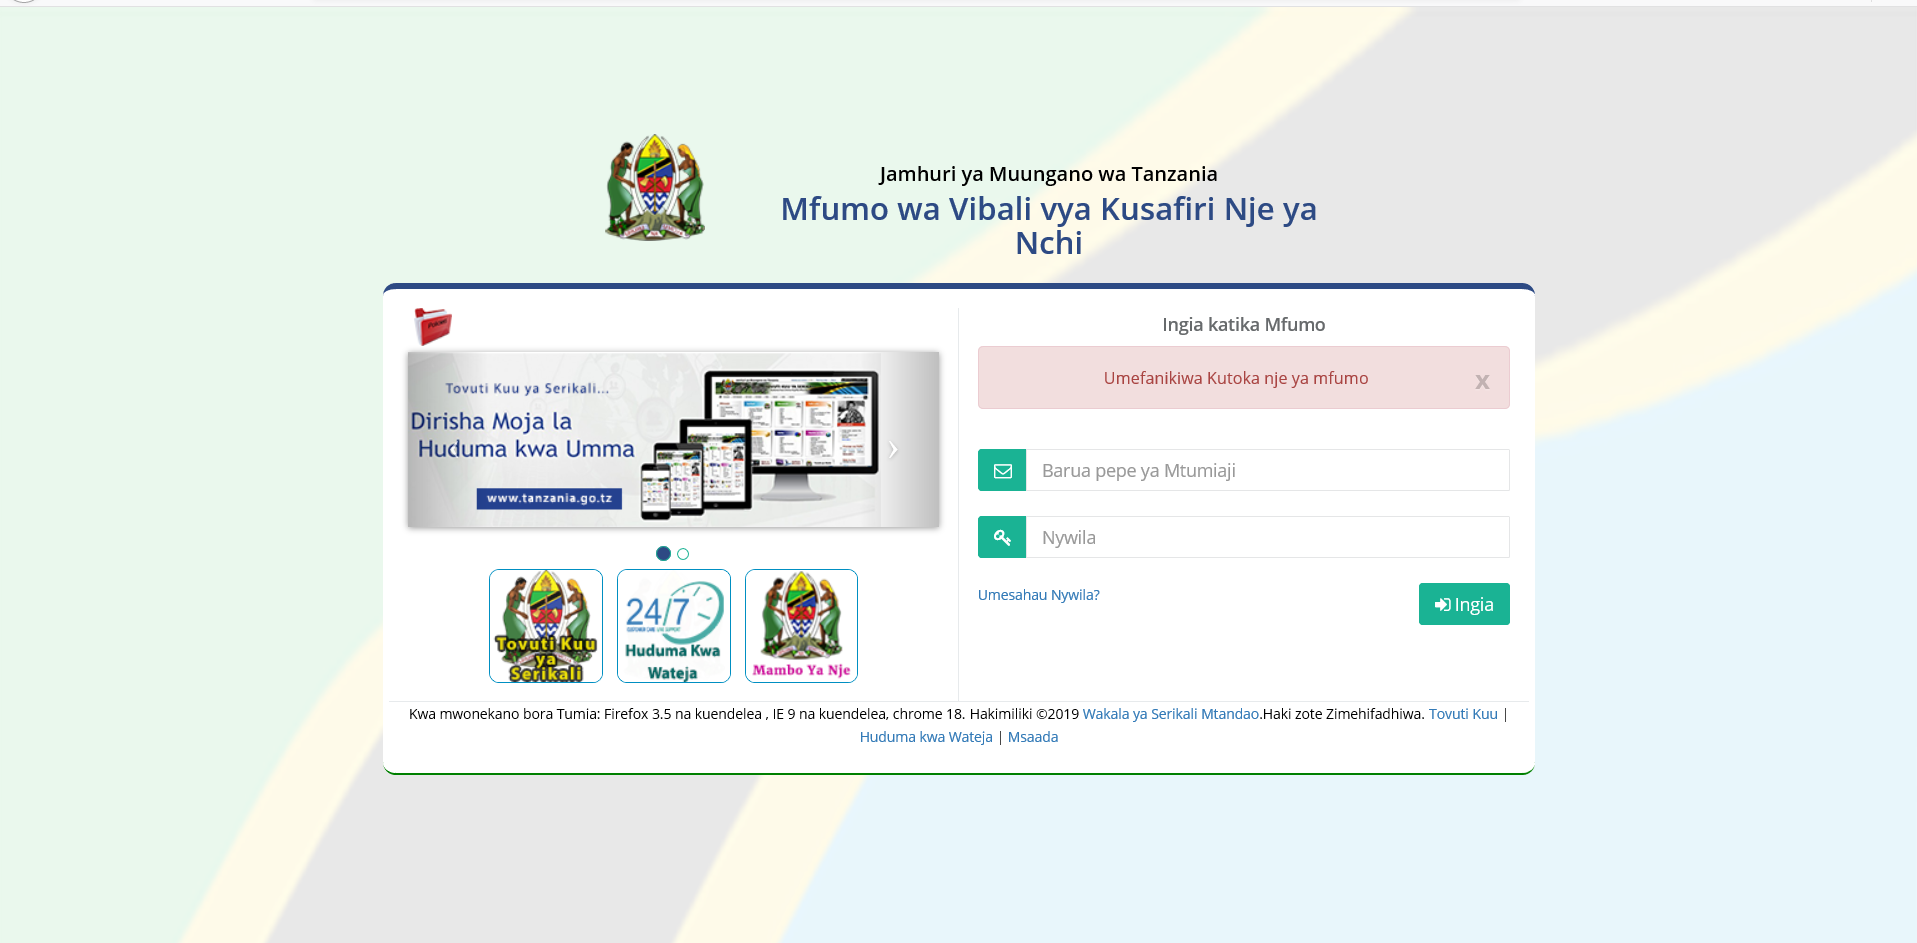 Jamhuri ya Muungano wa Tanzania
Mfumo wa Vibali vya Kusafiri Nje ya
Nchi
Tovuti Kuu ya Serikali...
Dirisha Moja la
Huduma kwa Umma
www.tanzania.go.tz
Tovuti Kuu
ya
Serikali
24/7
Huduma Kwa
Wateja
Mambo Ya Nje
Ingia katika Mfumo
Umefanikiwa Kutoka nje ya mfumo
x
Barua pepe ya Mtumiaji
Nywila
Umesahau Nywila?
Ingia
Kwa mwonekano bora Tumia: Firefox 3.5 na kuendelea , IE 9 na kuendelea, chrome 18. Hakimiliki ©2019 Wakala ya Serikali Mtandao.Haki zote Zimehifadhiwa. Tovuti Kuu |
Huduma kwa Wateja | Msaada